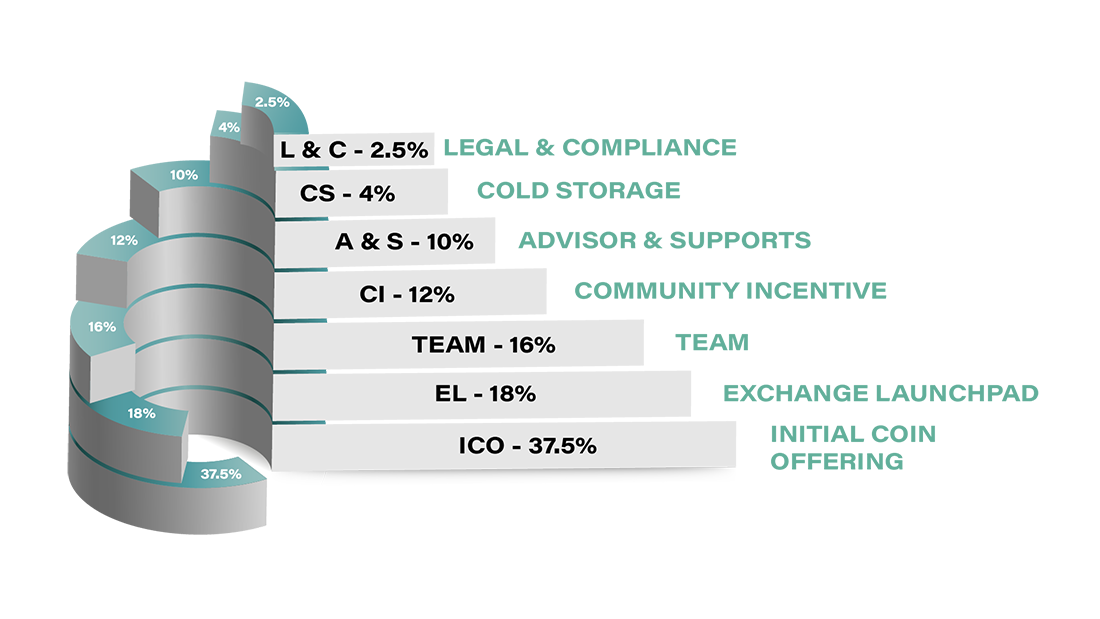 2.5%
4%
L & C - 2.5% LEGAL & COMPLIANCE
10%
CS - 4% COLD STORAGE
12%
A & S - 10% ADVISOR & SUPPORTS
CI - 12% COMMUNITY INCENTIVE
16%
TEAM - 16% TEAM
18%
EL - 18% EXCHANGE LAUNCHPAD
ICO - 37.5% INITIAL COIN
OFFERING
37.5%